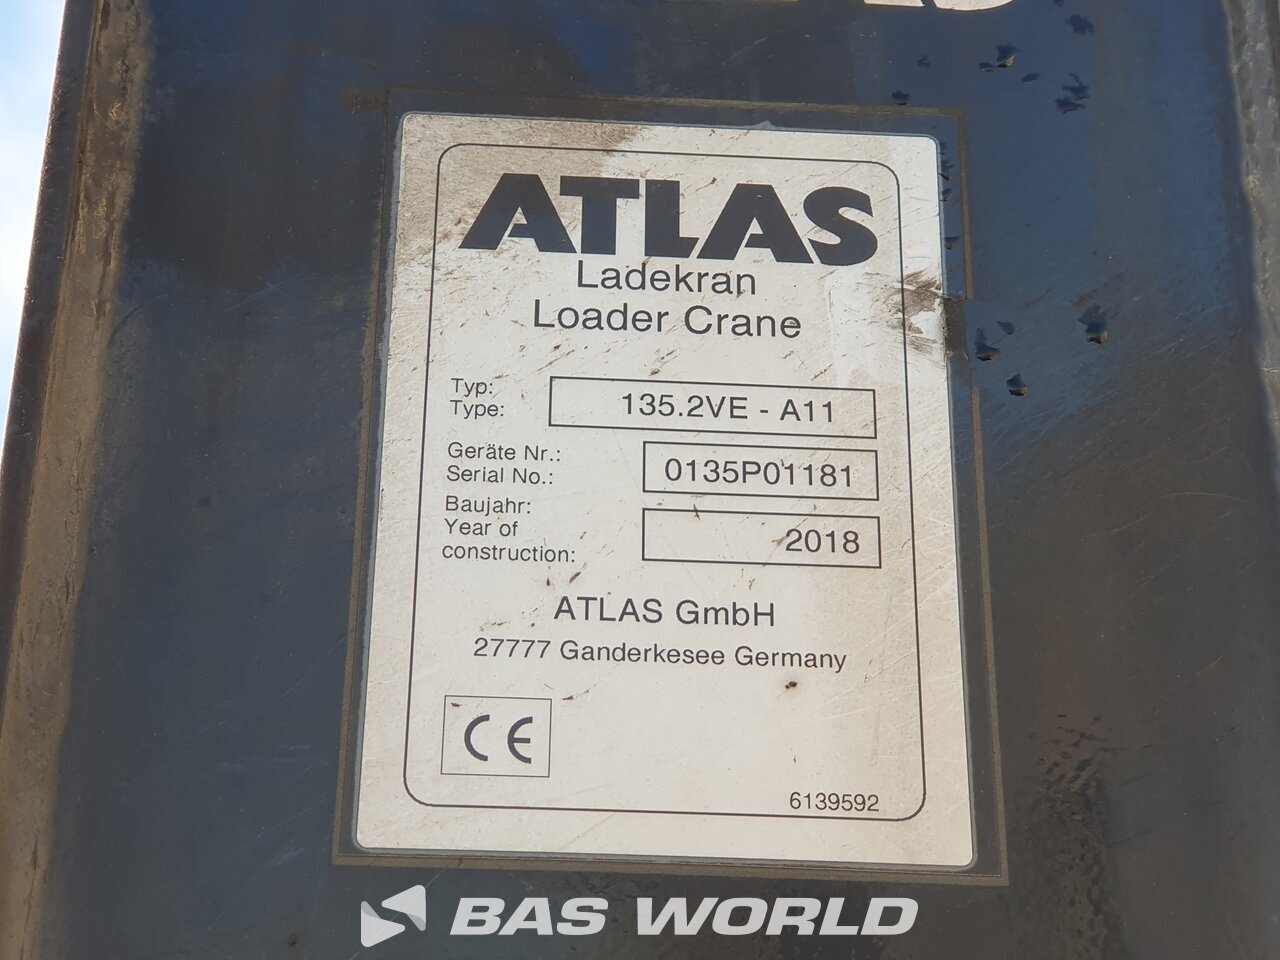 ATLAS
Ladekran
Loader Crane
Typ:
Type: 135.2VE - A11
Geräte Nr.:
Serial No.: 0135P01181
Baujahr:
Year of
construction: 2018
ATLAS GmbH
27777 Ganderkesee Germany
CE
6139592
BAS WORLD